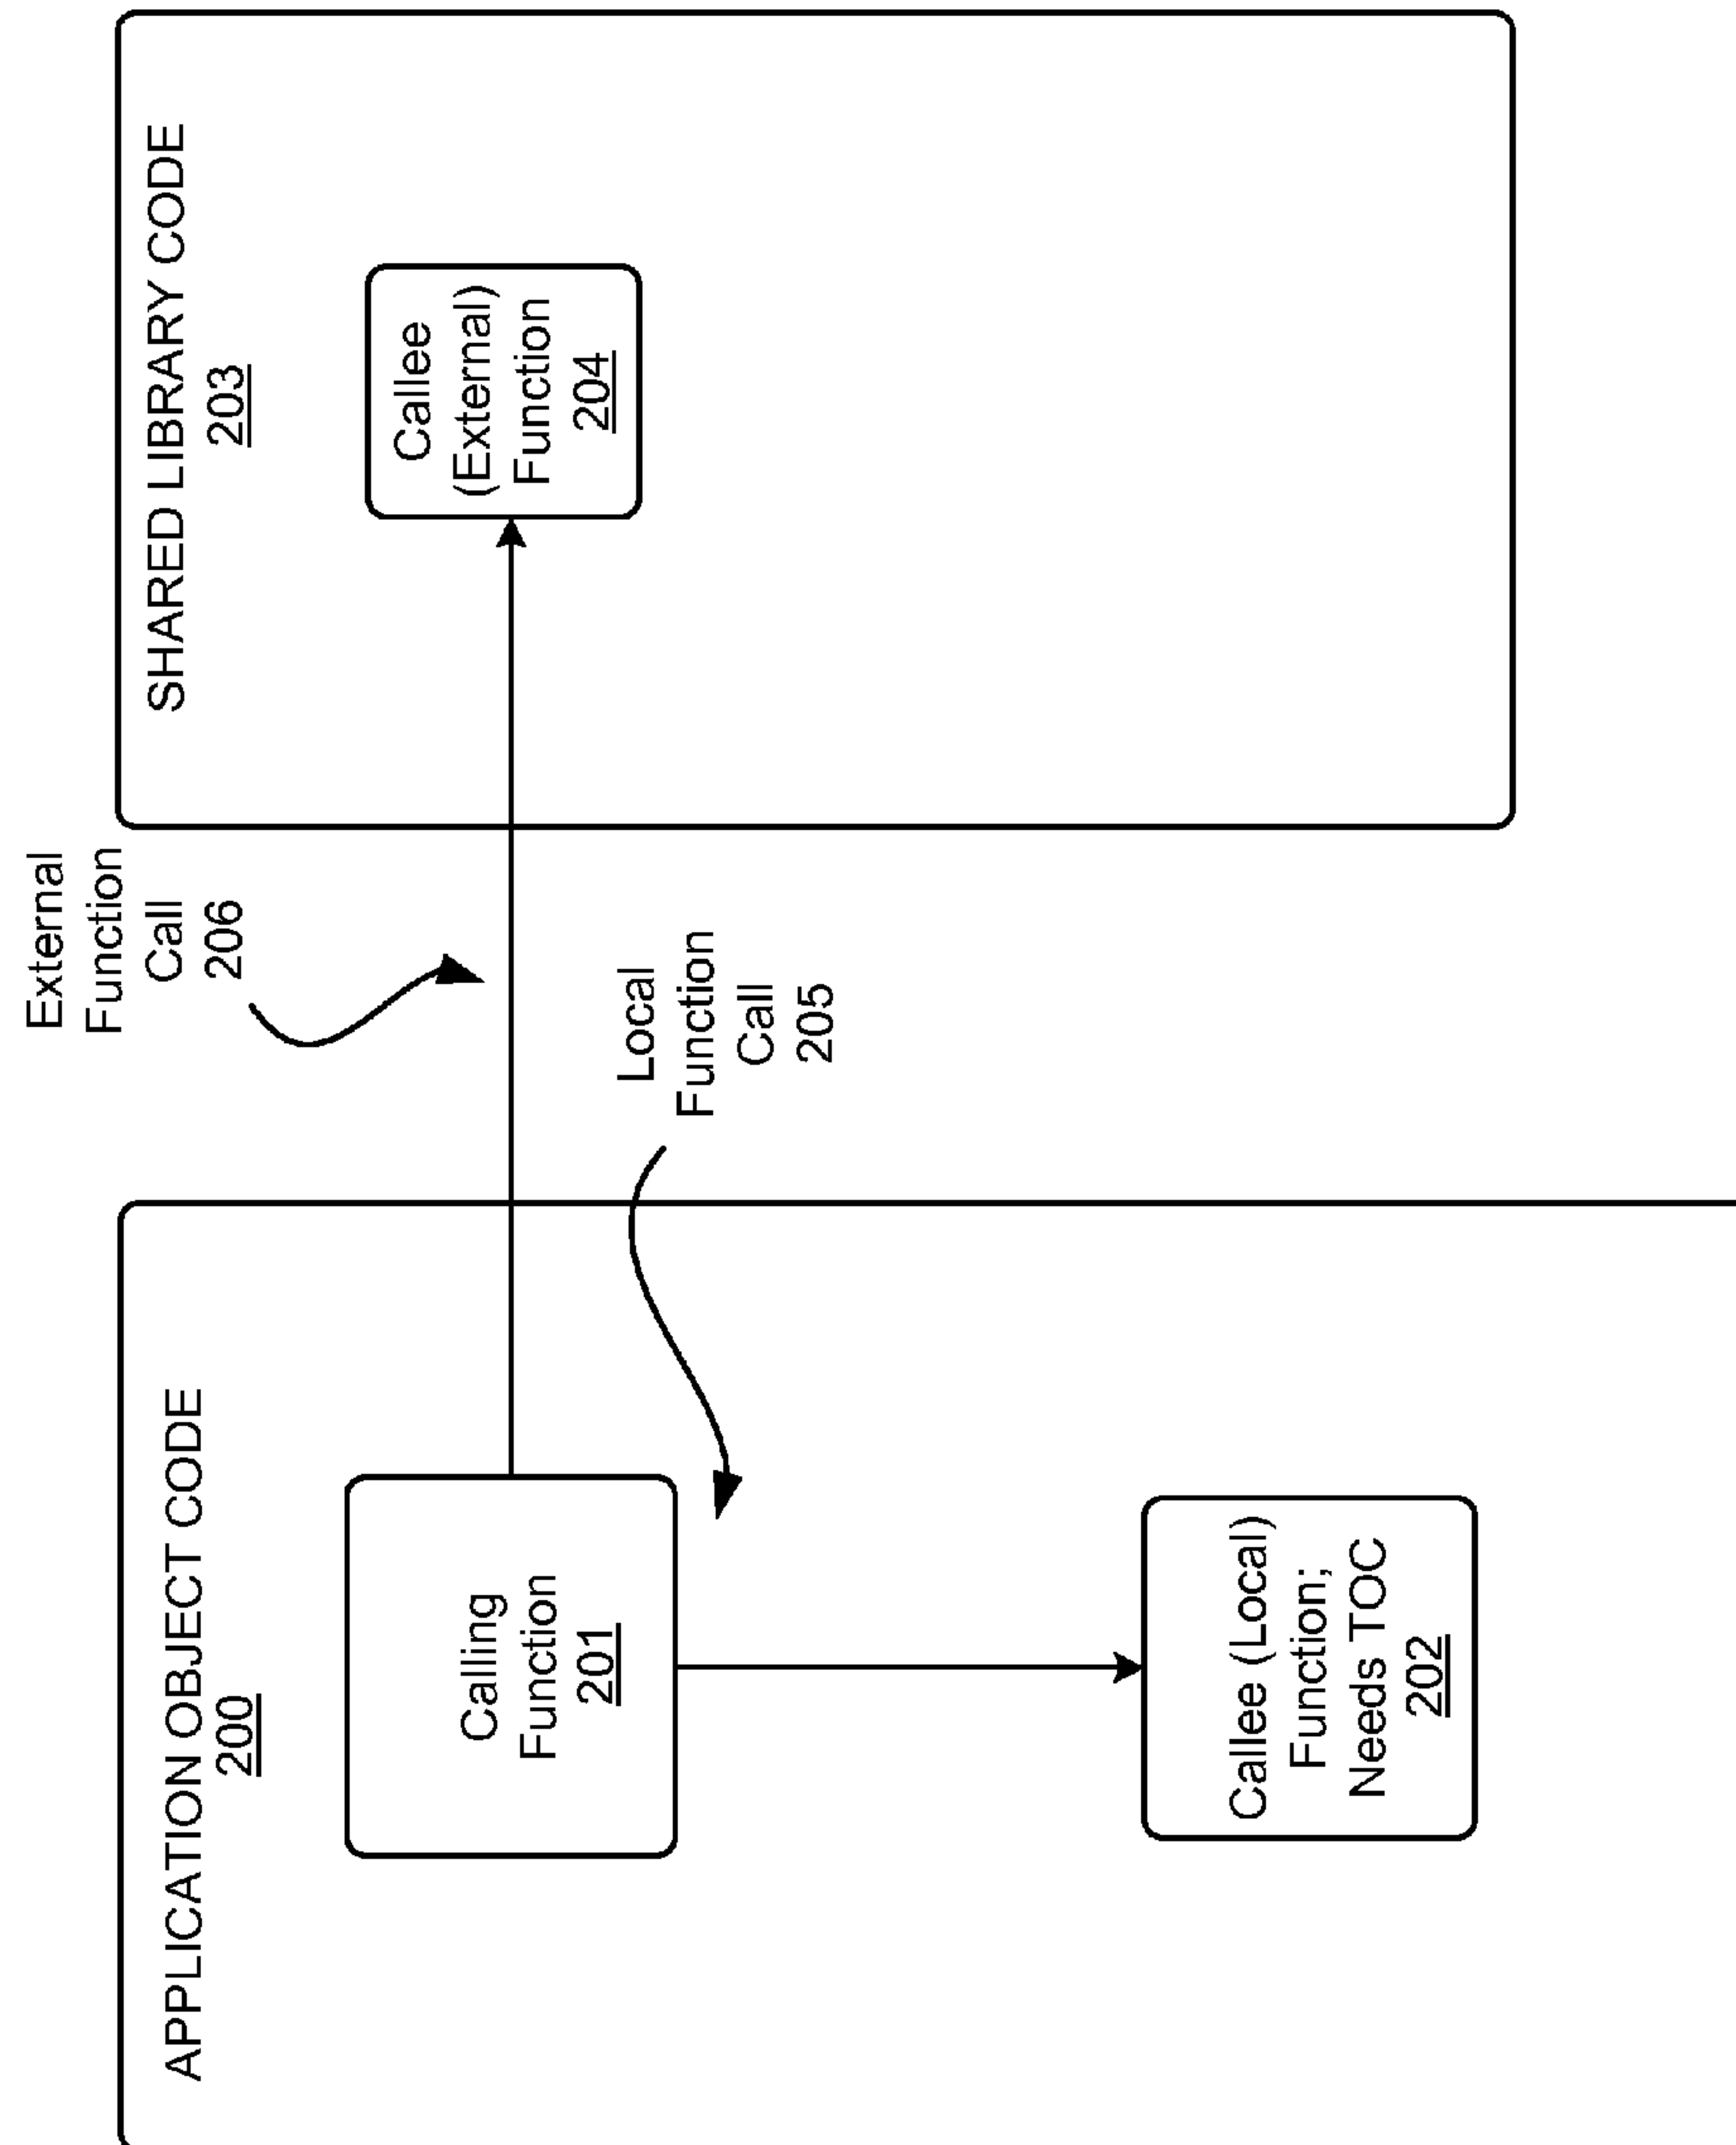 APPLICATION OBJECT CODE
200
Calling
Function
201
Callee (Local)
Function;
Needs TOC
202
External
Function
Call
206
Local
Function
Call
205
SHARED LIBRARY CODE
203
Callee
(External)
Function
204